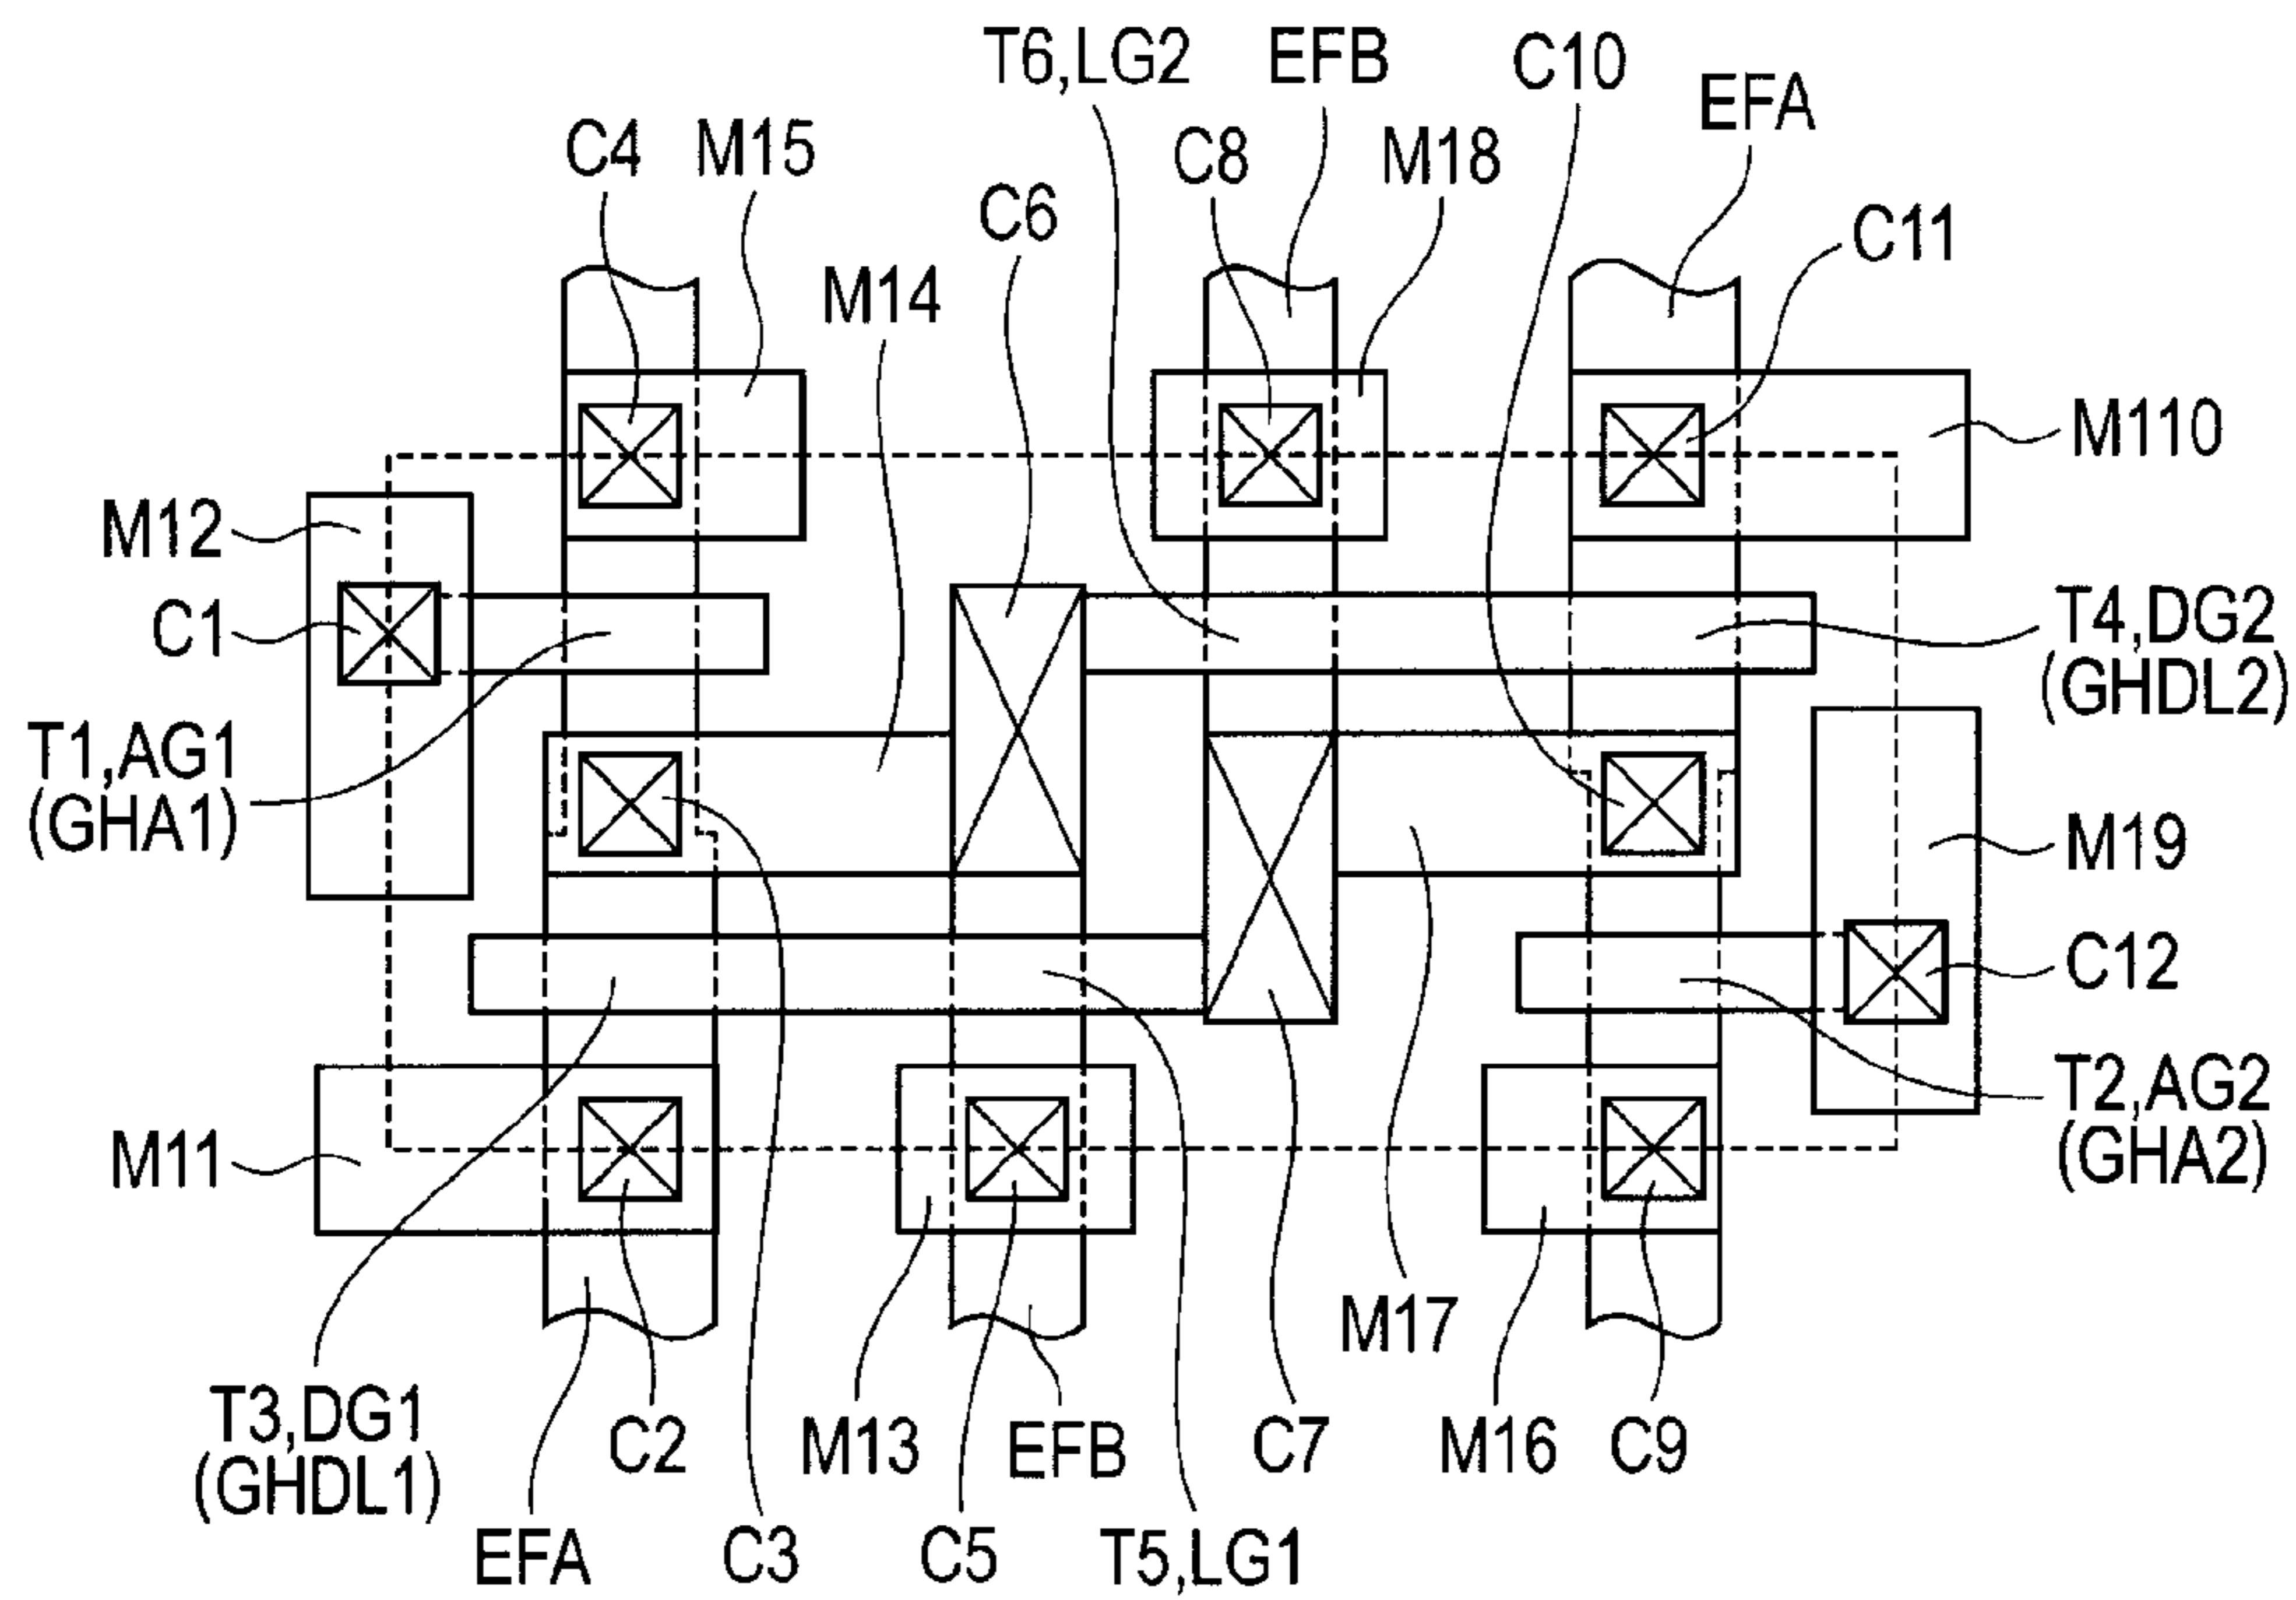 T6,LG2
EFB
C10
EFA
C4
M15
C8
M18
C6
C11
M14
M110
M12
C1
T4,DG2
(GHDL2)
T1,AG1
(GHA1)
M19
C12
T2,AG2
(GHA2)
M11
M17
T3,DG1
(GHDL1)
C2
M13
EFB
C7
M16
C9
EFA
C3
C5
T5,LG1